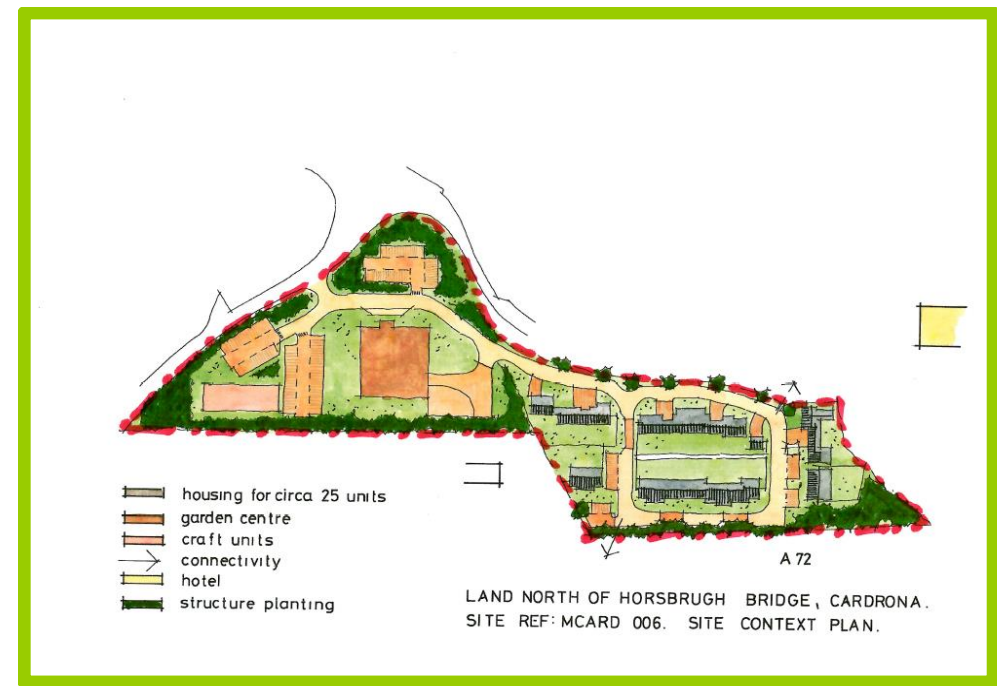 housing for circa 25 units
garden centre
craft units
connectivity
hotel
structure planting
A 72
LAND NORTH OF HORSBRUGH BRIDGE, CARDRONA.
SITE REF: MCARD 006. SITE CONTEXT PLAN.